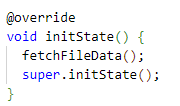 @override
void initState() {
  fetchFileData();
  super.initState();
}